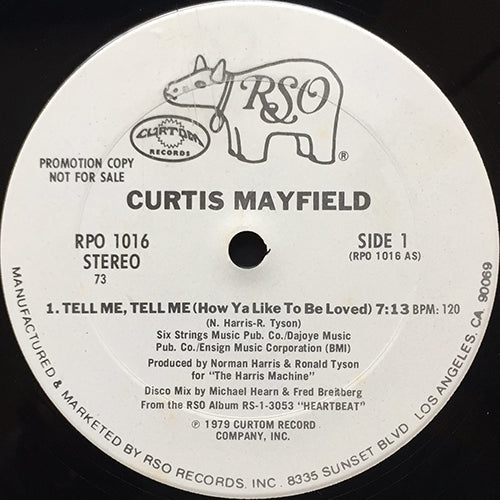 RSO
CURTOM
RECORDS
®
PROMOTION COPY
NOT FOR SALE
CURTIS MAYFIELD
RPO 1016
STEREO
73
SIDE 1
(RPO 1016 AS)
1. TELL ME, TELL ME (How Ya Like To Be Loved) 7:13 BPM: 120
(N. Harris-R. Tyson)
Six Strings Music Pub. Co./Dajoye Music
Pub. Co./Ensign Music Corporation (BMI)
Produced by Norman Harris & Ronald Tyson
for "The Harris Machine"
Disco Mix by Michael Hearn & Fred Breitberg
From the RSO Album RS-1-3053 "HEARTBEAT"
℗ 1979 CURTOM RECORD
COMPANY, INC.
MANUFACTURED & MARKETED BY RSO RECORDS, INC. 8335 SUNSET BLVD LOS ANGELES, CA 90069